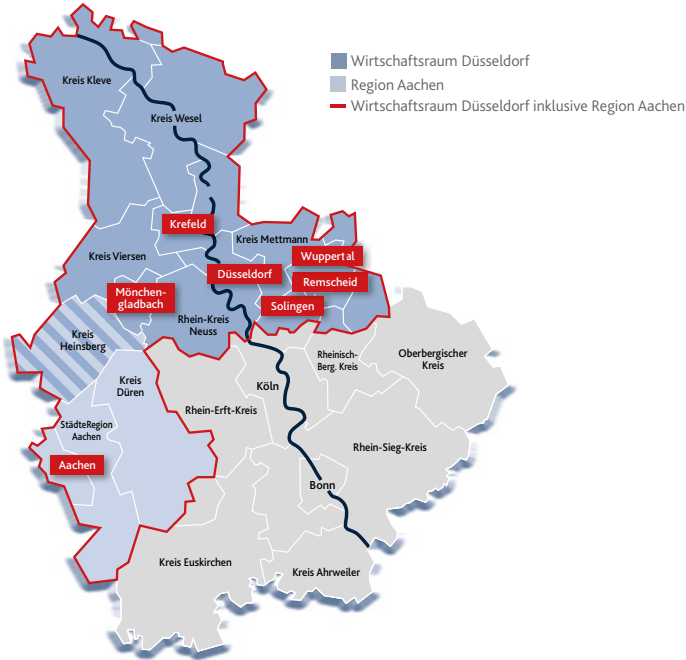 Wirtschaftsraum Düsseldorf
Region Aachen
Wirtschaftsraum Düsseldorf inklusive Region Aachen
Kreis Kleve
Kreis Wesel
Krefeld
Kreis Mettmann
Wuppertal
Kreis Viersen
Düsseldorf
Remscheid
Mönchen-
gladbach
Solingen
Rhein-Kreis
Neuss
Kreis
Heinsberg
Rheinisch-
Berg. Kreis
Oberbergischer
Kreis
Kreis
Düren
Köln
Rhein-Erft-Kreis
StädteRegion
Aachen
Rhein-Sieg-Kreis
Aachen
Bonn
Kreis Euskirchen
Kreis Ahrweiler